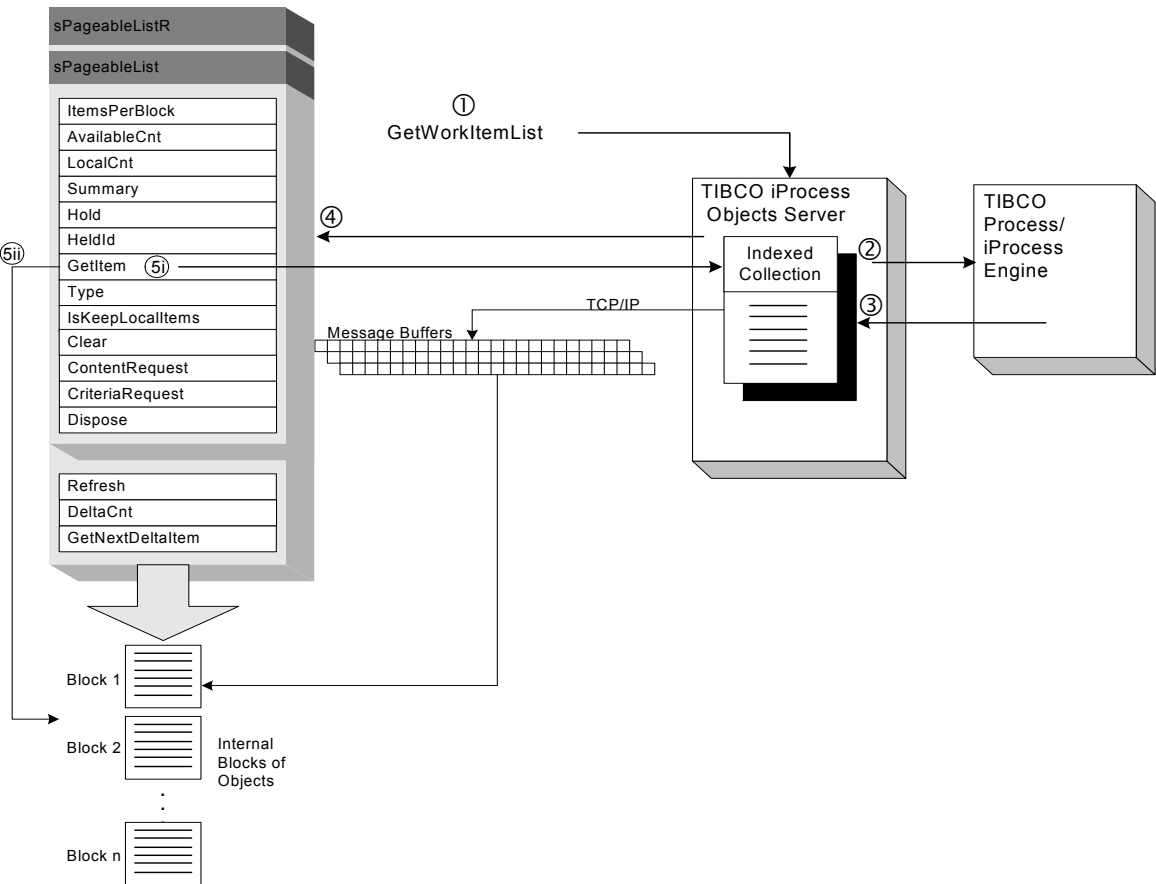 sPageableListR
sPageableList
ItemsPerBlock
AvailableCnt
LocalCnt
Summary
Hold
HeldId
GetItem
Type
IsKeepLocalItems
Clear
ContentRequest
CriteriaRequest
Dispose
Refresh
DeltaCnt
GetNextDeltaItem
5ii
5i
①
GetWorkItemList
④
TIBCO iProcess
Objects Server
Indexed
Collection
②
③
TIBCO
Process/
iProcess
Engine
TCP/IP
Message Buffers
Block 1
Block 2
Internal
Blocks of
Objects
Block n